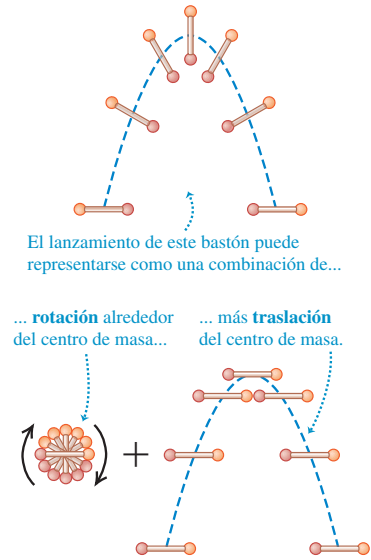 El lanzamiento de este bastón puede
representarse como una combinación de...
... rotación alrededor
del centro de masa...
... más traslación
del centro de masa.
+